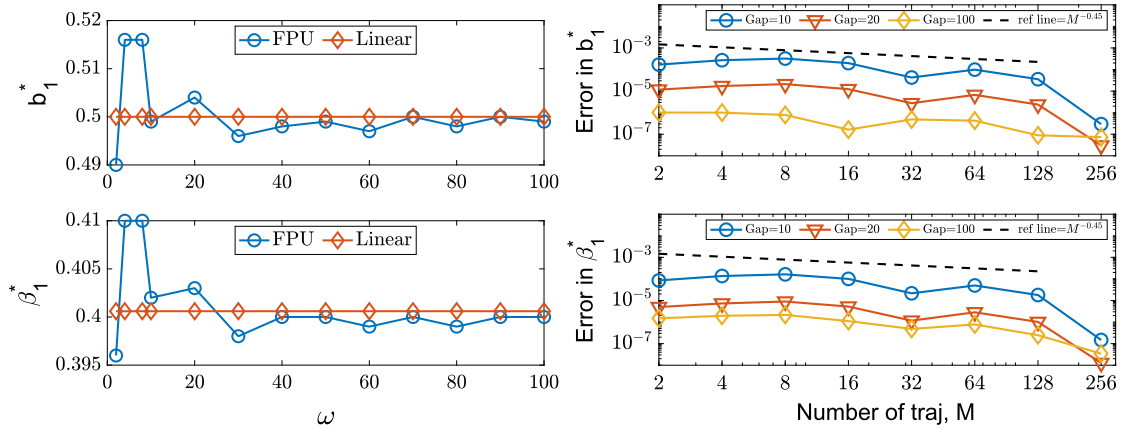 0.52
0.51
0.5
0.49
b₁*
FPU
Linear
0 20 40 60 80 100
0.41
0.405
0.4
0.395
β₁*
FPU
Linear
0 20 40 60 80 100
ω
Error in b₁*
10⁻³
10⁻⁵
10⁻⁷
Gap=10 Gap=20 Gap=100 ref line=M⁻⁰·⁴⁵
2 4 8 16 32 64 128 256
Error in β₁*
10⁻³
10⁻⁵
10⁻⁷
Gap=10 Gap=20 Gap=100 ref line=M⁻⁰·⁴⁵
2 4 8 16 32 64 128 256
Number of traj, M